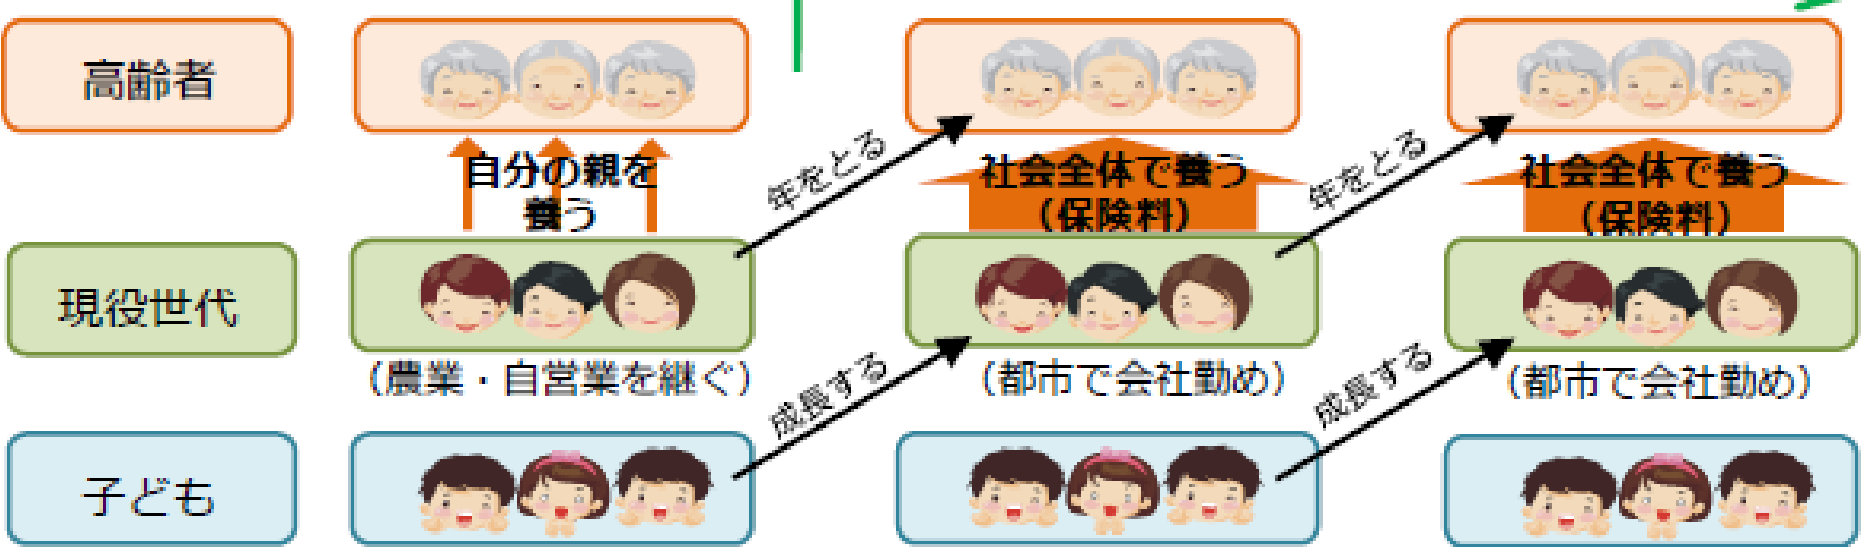 高齢者
自分の親を
養う
年をとる
社会全体で養う
（保険料）
年をとる
社会全体で養う
（保険料）
現役世代
（農業・自営業を継ぐ）
成長する
（都市で会社勤め）
成長する
（都市で会社勤め）
子ども